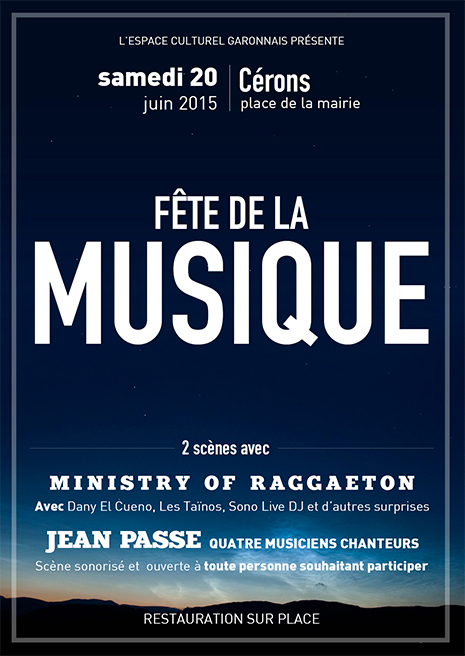 L'ESPACE CULTUREL GARONNAIS PRÉSENTE
samedi 20
juin 2015
Cérons
place de la mairie
FÊTE DE LA
MUSIQUE
2 scènes avec
MINISTRY OF RAGGAETON
Avec Dany El Cueno, Les Taïnos, Sono Live DJ et d'autres surprises
JEAN PASSE QUATRE MUSICIENS CHANTEURS
Scène sonorisé et ouverte à toute personne souhaitant participer
RESTAURATION SUR PLACE